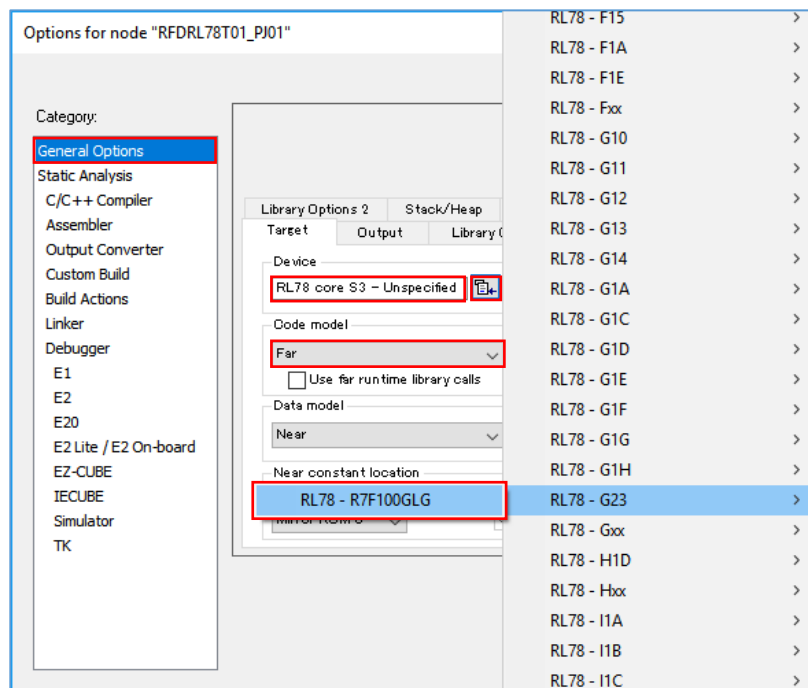 Options for node "RFDRL78T01_PJ01"
Category:
General Options
Static Analysis
C/C++ Compiler
Assembler
Output Converter
Custom Build
Build Actions
Linker
Debugger
E1
E2
E20
E2 Lite / E2 On-board
EZ-CUBE
IECUBE
Simulator
TK
Library Options 2
Stack/Heap
Target
Output
Library
Device
RL78 core S3 - Unspecified
Code model
Far
Use far runtime library calls
Data model
Near
Near constant location
RL78 - R7F100GLG
RL78 - F15
RL78 - F1A
RL78 - F1E
RL78 - Fxx
RL78 - G10
RL78 - G11
RL78 - G12
RL78 - G13
RL78 - G14
RL78 - G1A
RL78 - G1C
RL78 - G1D
RL78 - G1E
RL78 - G1F
RL78 - G1G
RL78 - G1H
RL78 - G23
RL78 - Gxx
RL78 - H1D
RL78 - Hxx
RL78 - I1A
RL78 - I1B
RL78 - I1C